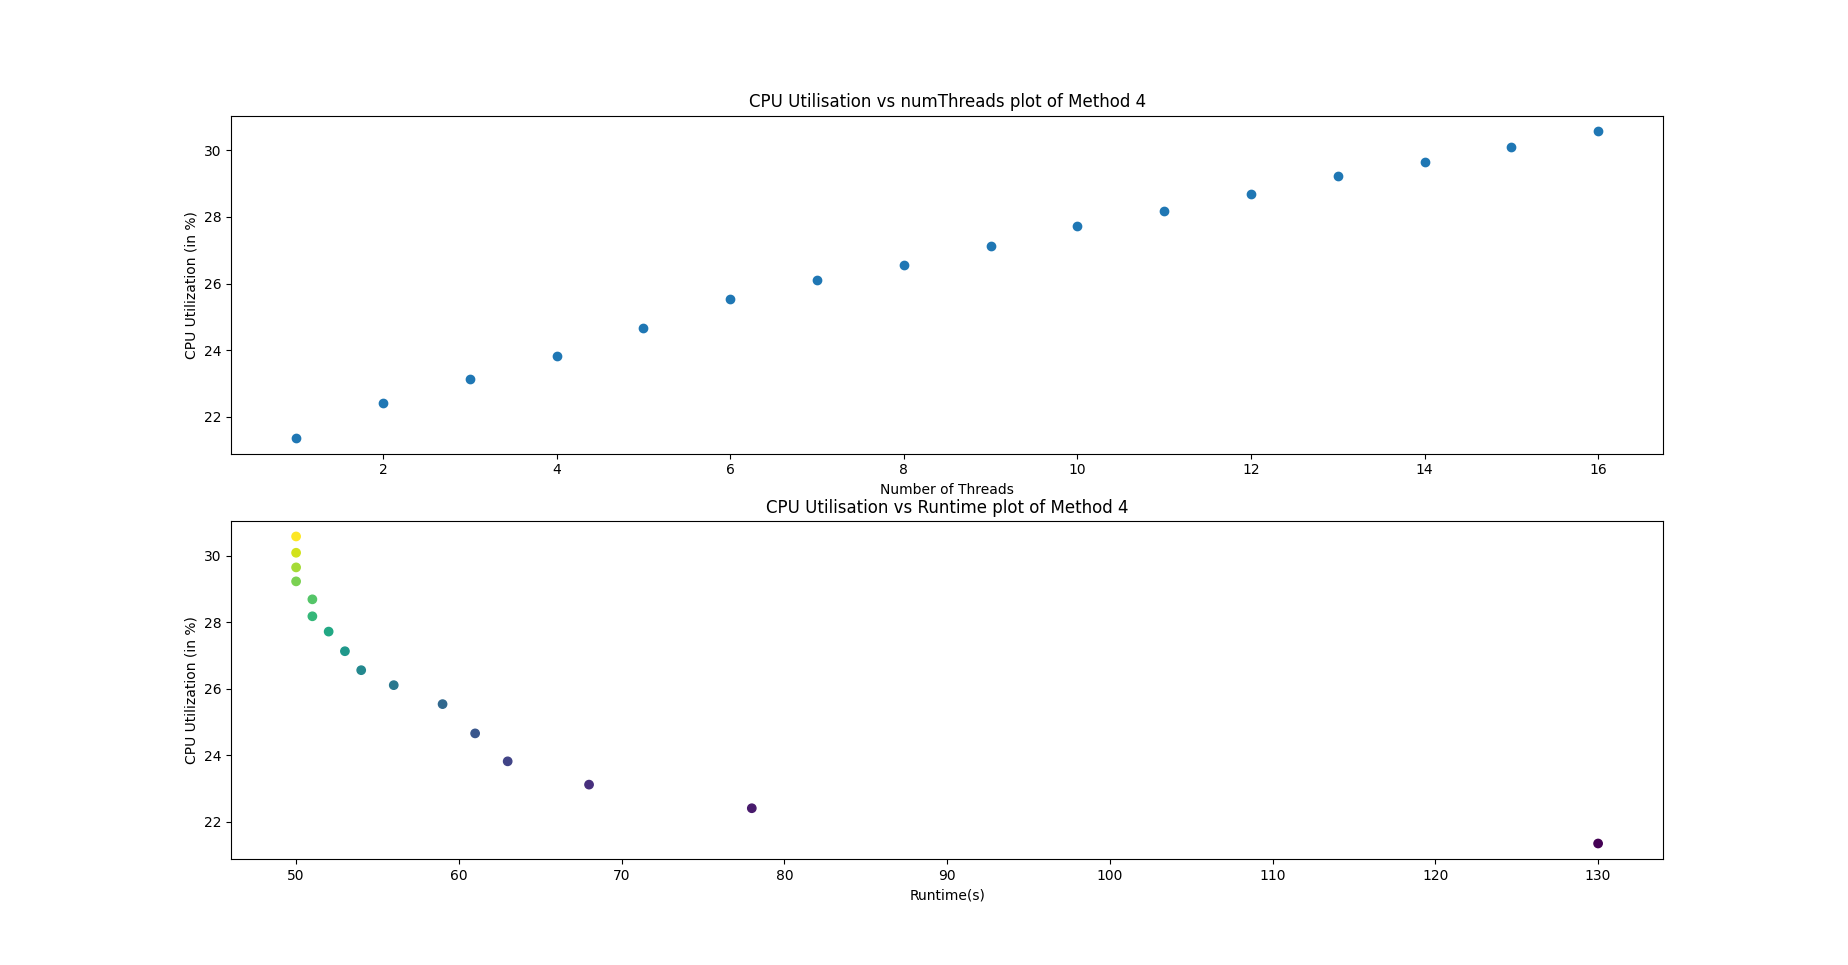 CPU Utilisation vs numThreads plot of Method 4
30
28
26
24
22
CPU Utilization (in %)
2 4 6 8 10 12 14 16
Number of Threads
CPU Utilisation vs Runtime plot of Method 4
30
28
26
24
22
CPU Utilization (in %)
50 60 70 80 90 100 110 120 130
Runtime(s)